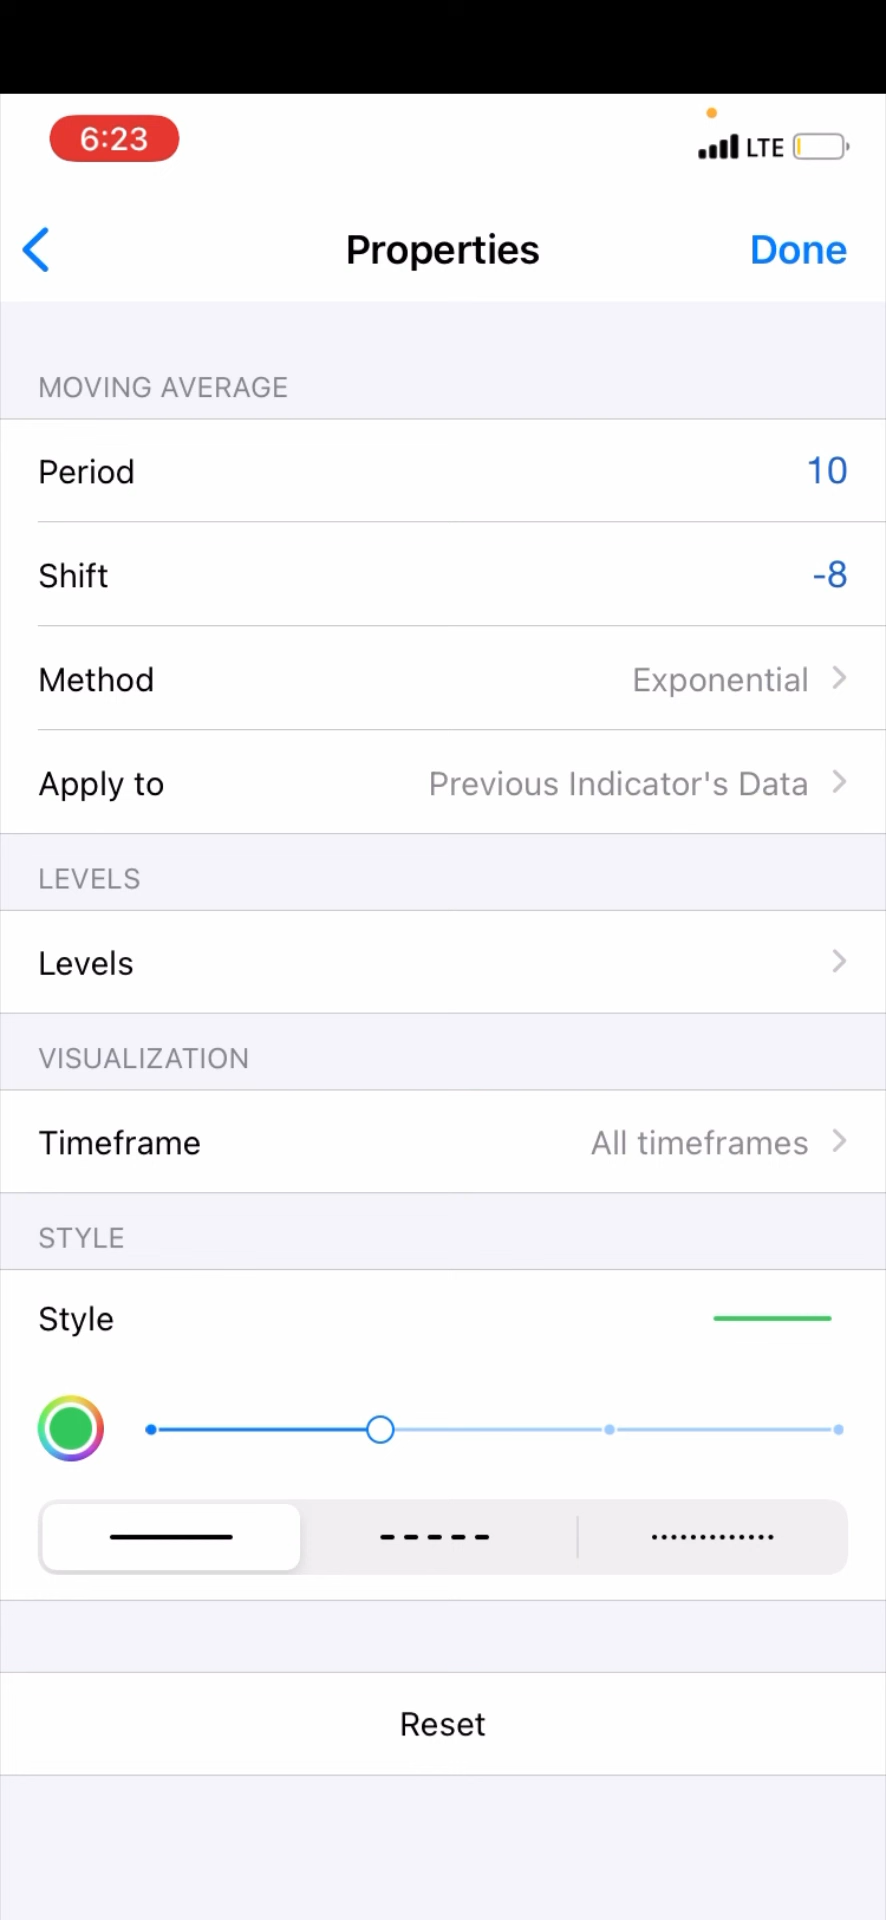 6:23
LTE
Properties
Done
MOVING AVERAGE
Period 10
Shift -8
Method Exponential
Apply to Previous Indicator's Data
LEVELS
Levels
VISUALIZATION
Timeframe All timeframes
STYLE
Style
Reset